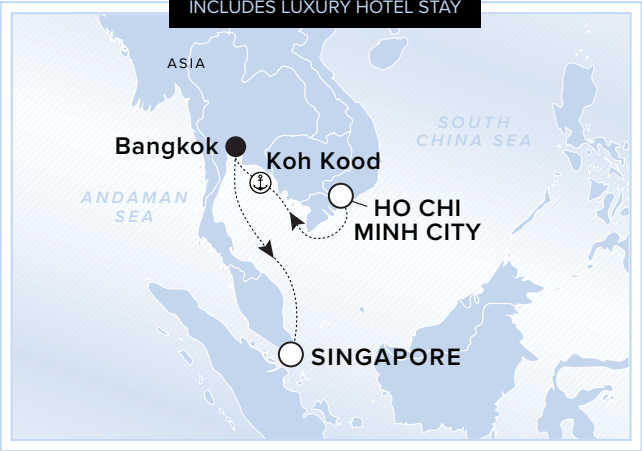 INCLUDES LUXURY HOTEL STAY
ASIA
SOUTH
CHINA SEA
Bangkok
Koh Kood
ANDAMAN
SEA
HO CHI
MINH CITY
SINGAPORE